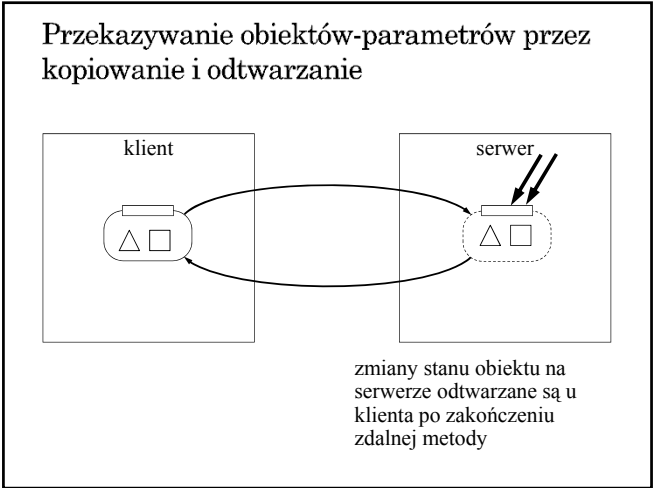 Przekazywanie obiektów-parametrów przez
kopiowanie i odtwarzanie
klient
serwer
zmiany stanu obiektu na
serwerze odtwarzane są u
klienta po zakończeniu
zdalnej metody